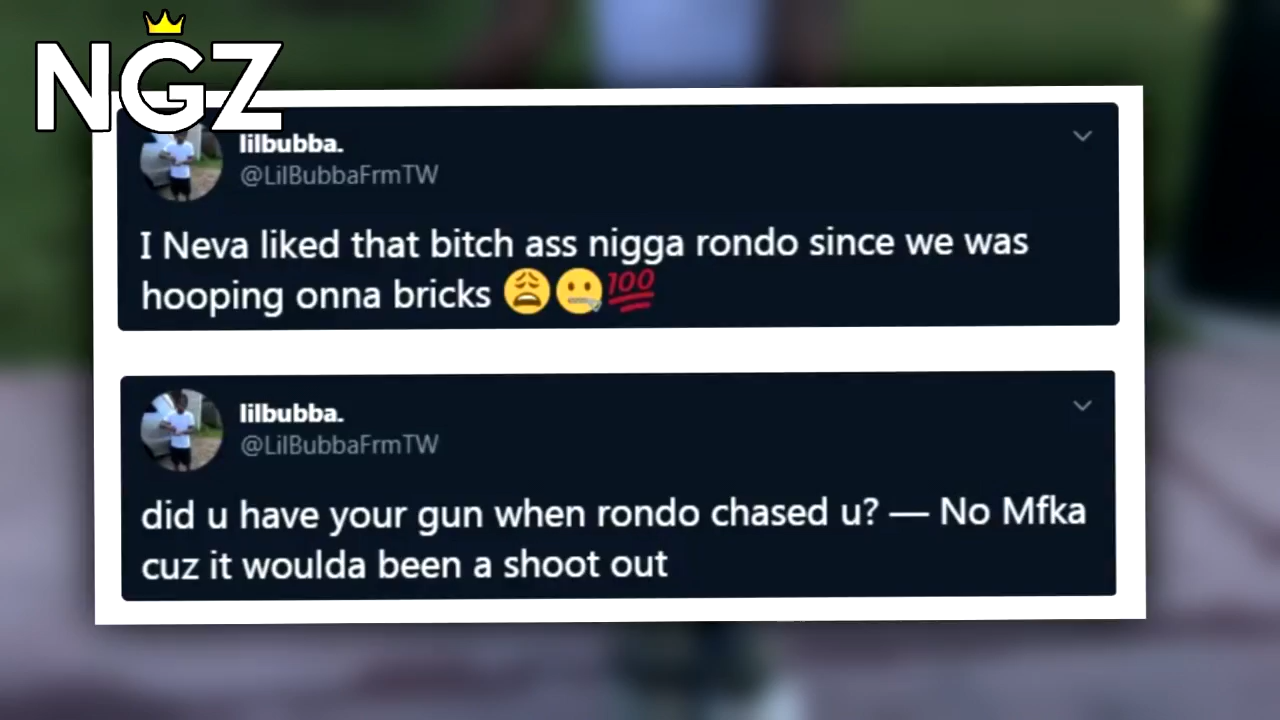 NGZ
lilbubba.
@LilBubbaFrmTW
I Neva liked that bitch ass nigga rondo since we was
hooping onna bricks 😩🤐💯
lilbubba.
@LilBubbaFrmTW
did u have your gun when rondo chased u? — No Mfka
cuz it woulda been a shoot out